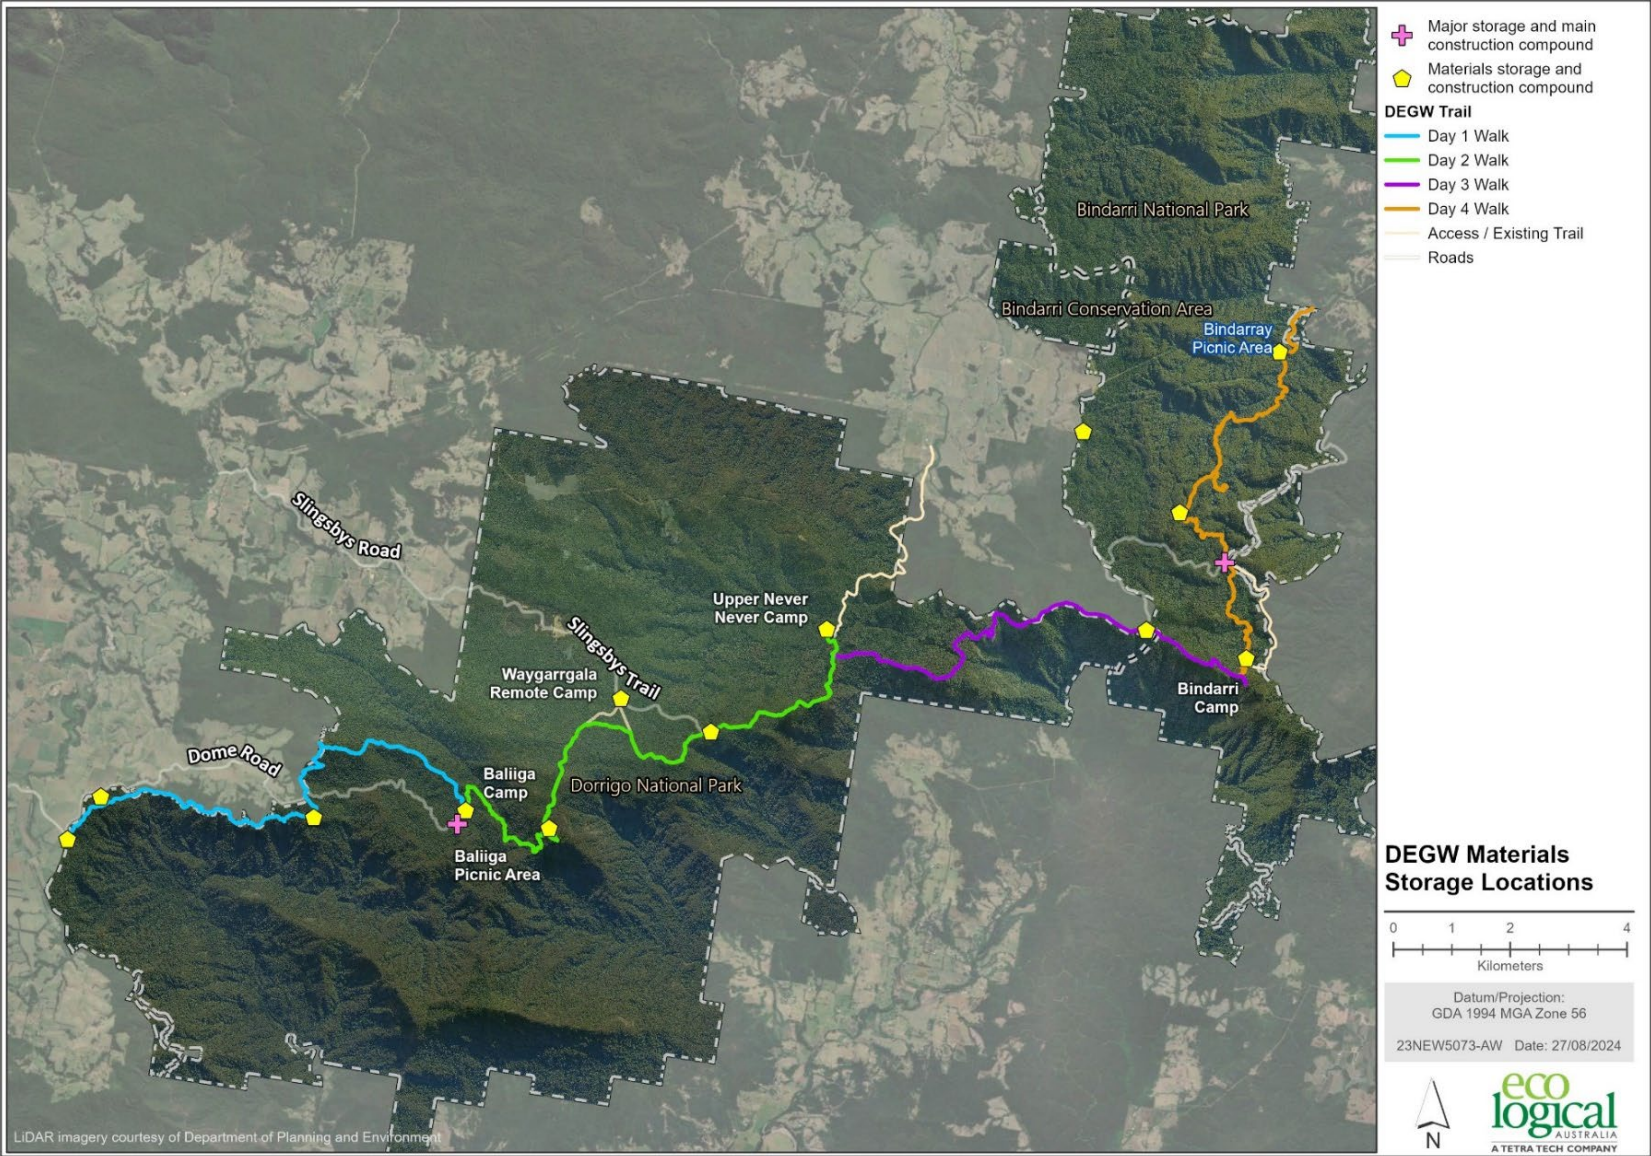 Major storage and main
construction compound
Materials storage and
construction compound
DEGW Trail
Day 1 Walk
Day 2 Walk
Day 3 Walk
Day 4 Walk
Access / Existing Trail
Roads
Bindarri National Park
Bindarri Conservation Area
Bindarray
Picnic Area
Slingsbys Road
Upper Never
Never Camp
Slingsbys Trail
Waygarrgala
Remote Camp
Bindarri
Camp
Dome Road
Baliiga
Camp
Dorrigo National Park
Baliiga
Picnic Area
DEGW Materials
Storage Locations
0 1 2 4
Kilometers
Datum/Projection:
GDA 1994 MGA Zone 56
23NEW5073-AW Date: 27/08/2024
N
eco
logical
AUSTRALIA
A TETRA TECH COMPANY
LiDAR imagery courtesy of Department of Planning and Environment